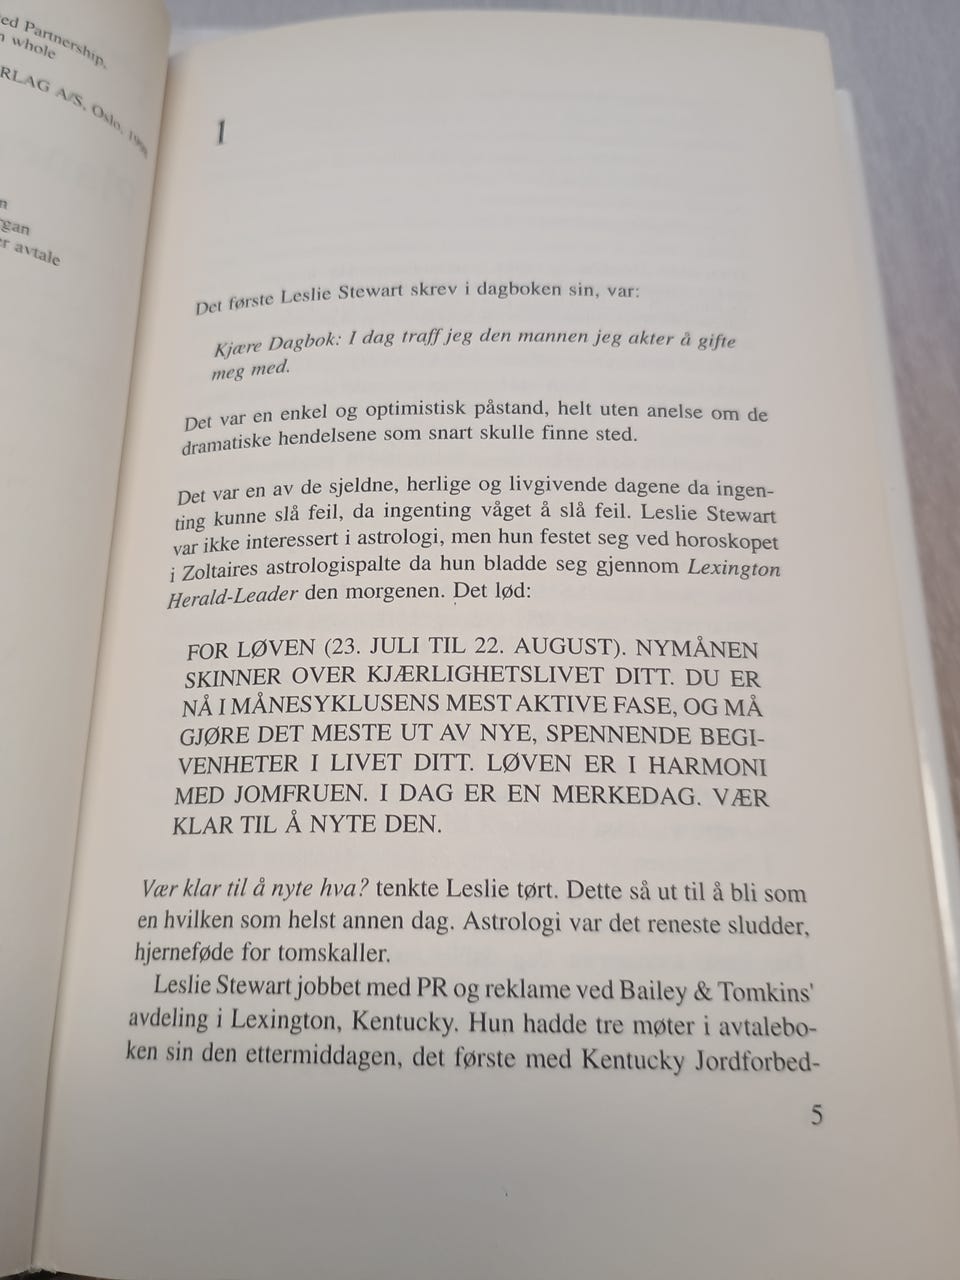 ed Partnership,
n whole
RLAG A/S, Oslo, 1998
n
rgan
er avtale
1
Det første Leslie Stewart skrev i dagboken sin, var:
Kjære Dagbok: I dag traff jeg den mannen jeg akter å gifte
meg med.
Det var en enkel og optimistisk påstand, helt uten anelse om de
dramatiske hendelsene som snart skulle finne sted.
Det var en av de sjeldne, herlige og livgivende dagene da ingen-
ting kunne slå feil, da ingenting våget å slå feil. Leslie Stewart
var ikke interessert i astrologi, men hun festet seg ved horoskopet
i Zoltaires astrologispalte da hun bladde seg gjennom Lexington
Herald-Leader den morgenen. Det lød:
FOR LØVEN (23. JULI TIL 22. AUGUST). NYMÅNEN
SKINNER OVER KJÆRLIGHETSLIVET DITT. DU ER
NÅ I MÅNESYKLUSENS MEST AKTIVE FASE, OG MÅ
GJØRE DET MESTE UT AV NYE, SPENNENDE BEGI-
VENHETER I LIVET DITT. LØVEN ER I HARMONI
MED JOMFRUEN. I DAG ER EN MERKEDAG. VÆR
KLAR TIL Å NYTE DEN.
Vær klar til å nyte hva? tenkte Leslie tørt. Dette så ut til å bli som
en hvilken som helst annen dag. Astrologi var det reneste sludder,
hjerneføde for tomskaller.
Leslie Stewart jobbet med PR og reklame ved Bailey & Tomkins'
avdeling i Lexington, Kentucky. Hun hadde tre møter i avtalebo-
ken sin den ettermiddagen, det første med Kentucky Jordforbed-
5